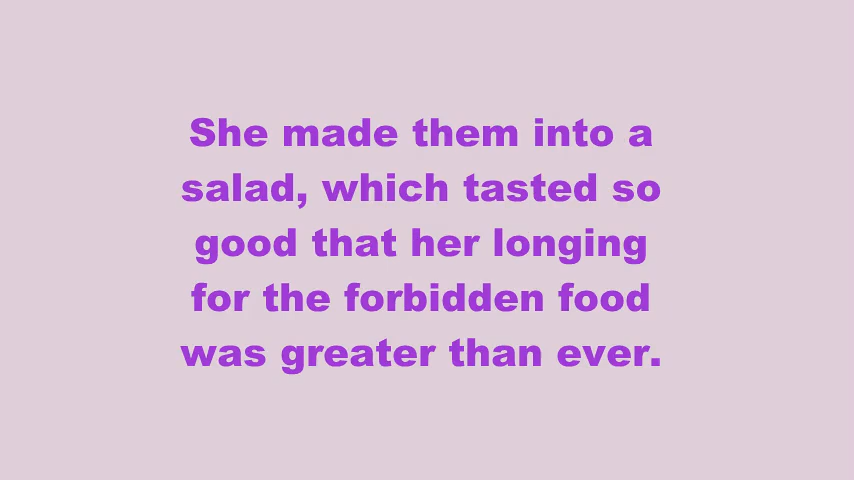 She made them into a
salad, which tasted so
good that her longing
for the forbidden food
was greater than ever.